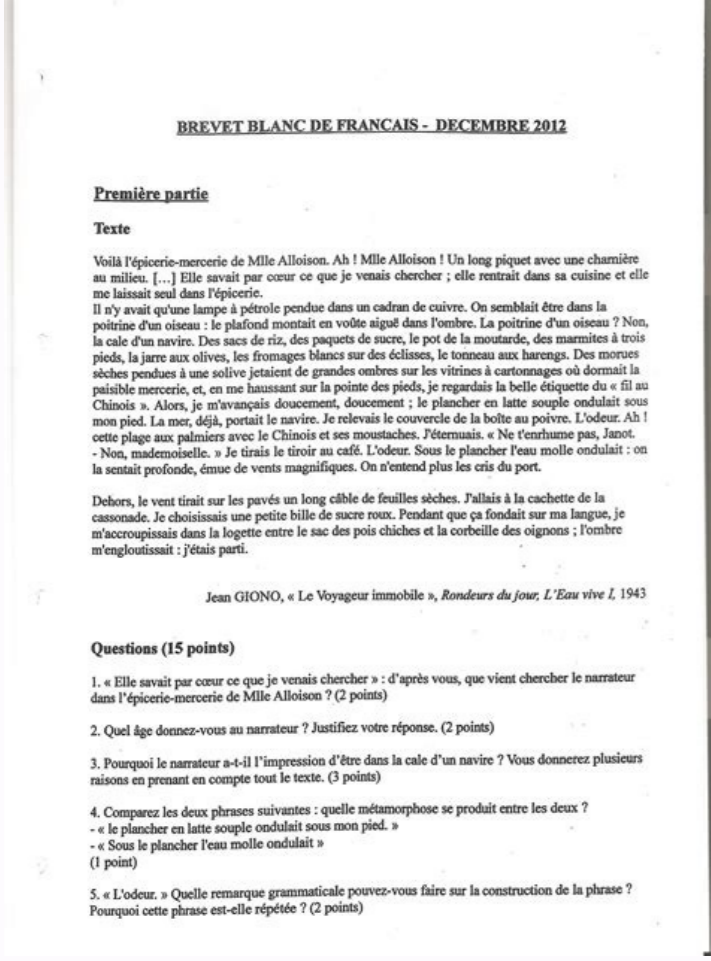 BREVET BLANC DE FRANCAIS - DECEMBRE 2012
Première partie
Texte
Voilà l'épicerie-mercerie de Mlle Alloison. Ah ! Mlle Alloison ! Un long piquet avec une charnière
au milieu. [...] Elle savait par cœur ce que je venais chercher ; elle rentrait dans sa cuisine et elle
me laissait seul dans l'épicerie.
Il n'y avait qu'une lampe à pétrole pendue dans un cadran de cuivre. On semblait être dans la
poitrine d'un oiseau : le plafond montait en voûte aiguë dans l'ombre. La poitrine d'un oiseau ? Non,
la cale d'un navire. Des sacs de riz, des paquets de sucre, le pot de la moutarde, des marmites à trois
pieds, la jarre aux olives, les fromages blancs sur des éclisses, le tonneau aux harengs. Des morues
sèches pendues à une solive jetaient de grandes ombres sur les vitrines à cartonnages où dormait la
paisible mercerie, et, en me haussant sur la pointe des pieds, je regardais la belle étiquette du « fil au
Chinois ». Alors, je m'avançais doucement, doucement ; le plancher en latte souple ondulait sous
mon pied. La mer, déjà, portait le navire. Je relevais le couvercle de la boîte au poivre. L'odeur. Ah !
cette plage aux palmiers avec le Chinois et ses moustaches. J'éternuais. « Ne t'enrhume pas, Janot.
- Non, mademoiselle. » Je tirais le tiroir au café. L'odeur. Sous le plancher l'eau molle ondulait : on
la sentait profonde, émue de vents magnifiques. On n'entend plus les cris du port.
Dehors, le vent tirait sur les pavés un long câble de feuilles sèches. J'allais à la cachette de la
cassonade. Je choisissais une petite bille de sucre roux. Pendant que ça fondait sur ma langue, je
m'accroupissais dans la logette entre le sac des pois chiches et la corbeille des oignons ; l'ombre
m'engloutissait : j'étais parti.
Jean GIONO, « Le Voyageur immobile », Rondeurs du jour, L'Eau vive I, 1943
Questions (15 points)
1. « Elle savait par cœur ce que je venais chercher » : d'après vous, que vient chercher le narrateur
dans l'épicerie-mercerie de Mlle Alloison ? (2 points)
2. Quel âge donnez-vous au narrateur ? Justifiez votre réponse. (2 points)
3. Pourquoi le narrateur a-t-il l'impression d'être dans la cale d'un navire ? Vous donnerez plusieurs
raisons en prenant en compte tout le texte. (3 points)
4. Comparez les deux phrases suivantes : quelle métamorphose se produit entre les deux ?
- « le plancher en latte souple ondulait sous mon pied. »
- « Sous le plancher l'eau molle ondulait »
(1 point)
5. « L'odeur. » Quelle remarque grammaticale pouvez-vous faire sur la construction de la phrase ?
Pourquoi cette phrase est-elle répétée ? (2 points)